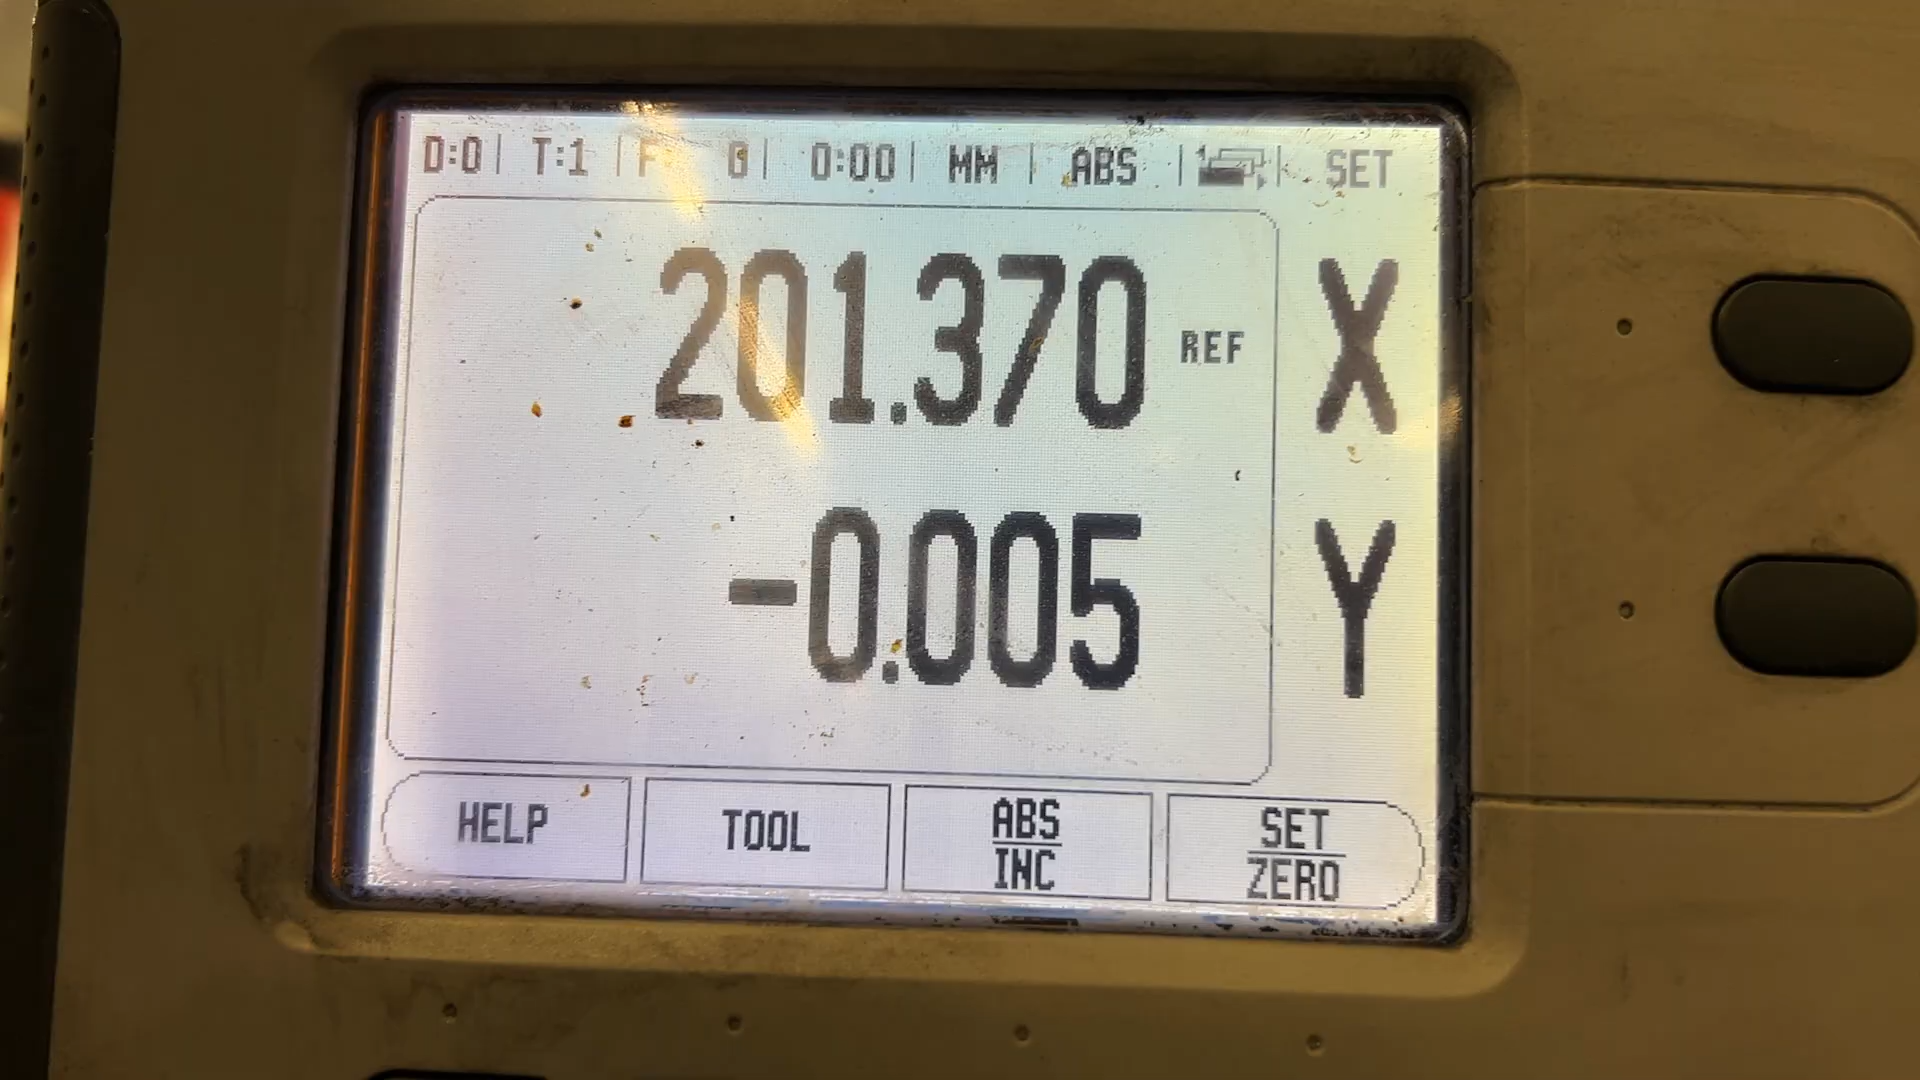 D:0 | T:1 | F: 0 | 0:00 | MM | ABS | | SET
201.370 REF X
-0.005 Y
HELP TOOL ABS SET
INC ZERO